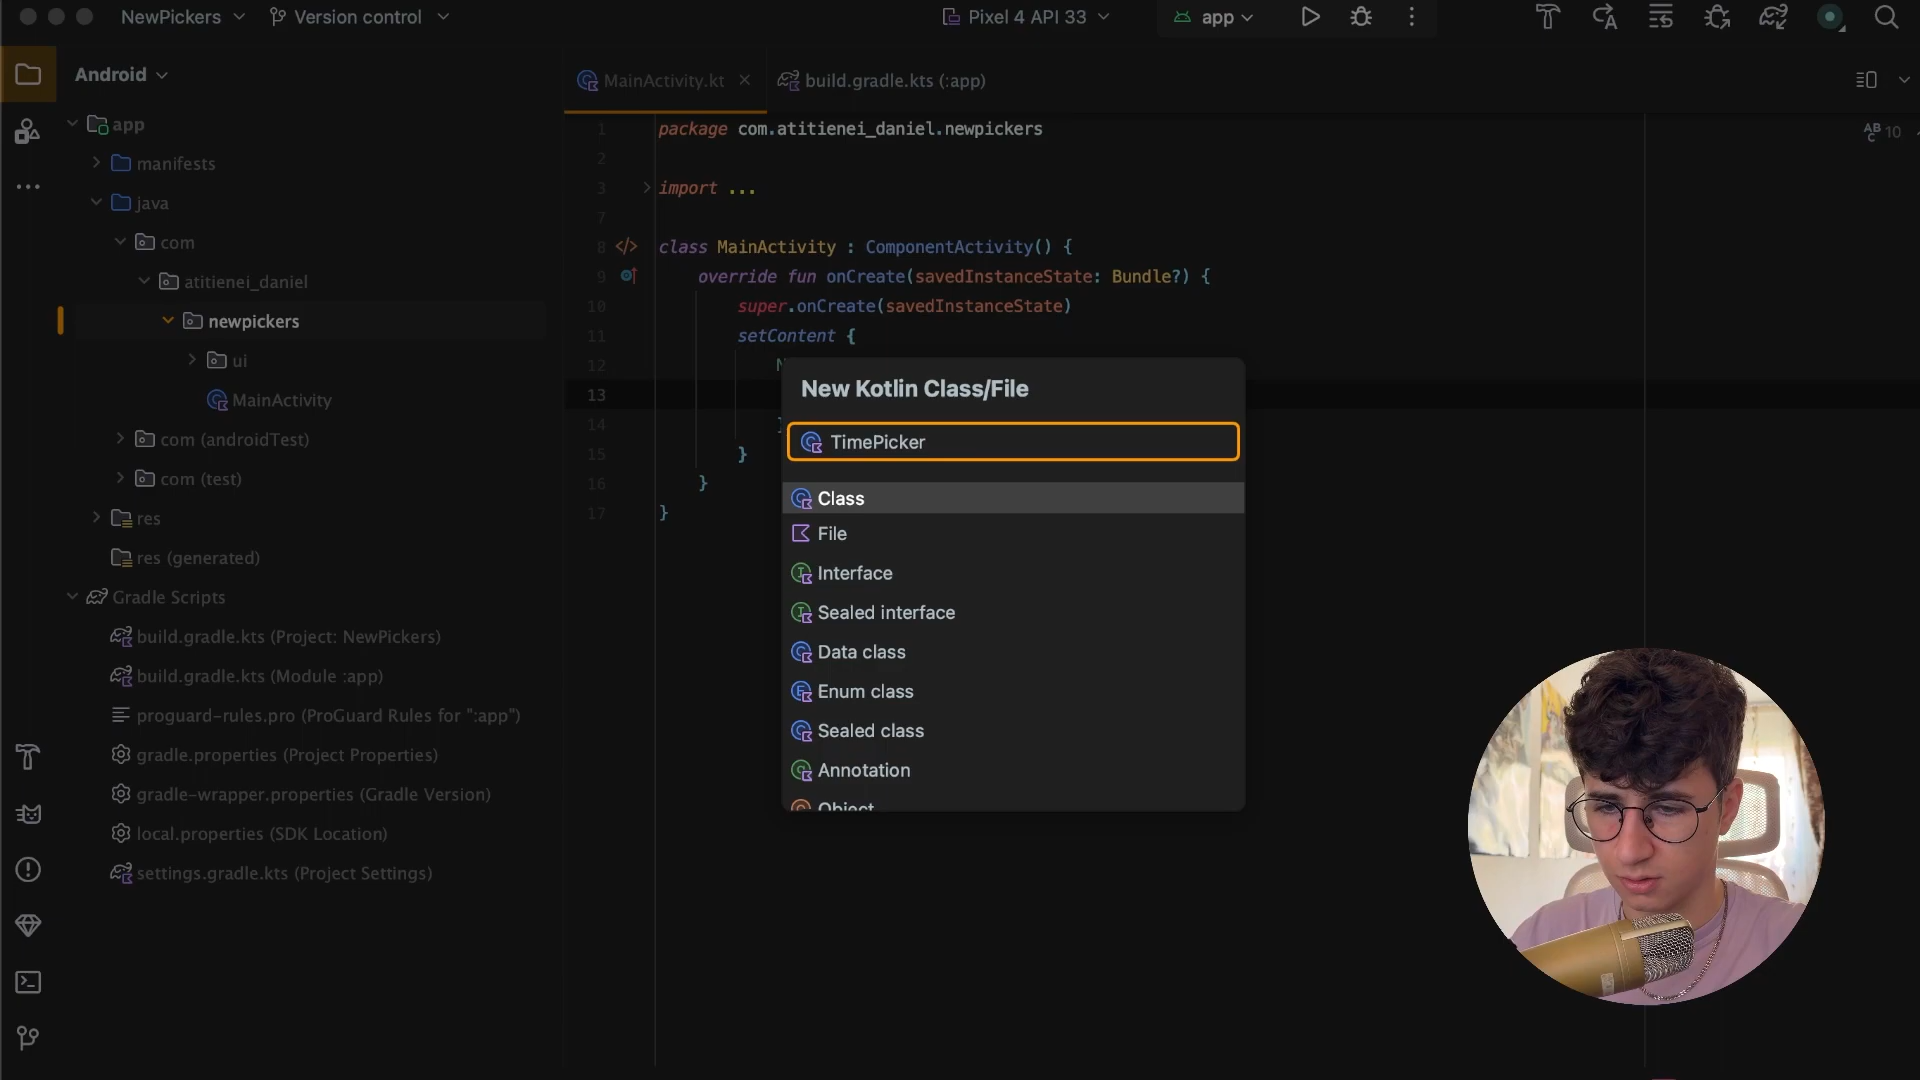 NewPickers
Version control
Pixel 4 API 33
app
Android
MainActivity.kt
build.gradle.kts (:app)
app
manifests
java
com
atitienei_daniel
newpickers
ui
MainActivity
com (androidTest)
com (test)
res
res (generated)
Gradle Scripts
build.gradle.kts (Project: NewPickers)
build.gradle.kts (Module :app)
proguard-rules.pro (ProGuard Rules for ":app")
gradle.properties (Project Properties)
gradle-wrapper.properties (Gradle Version)
local.properties (SDK Location)
settings.gradle.kts (Project Settings)
1 package com.atitienei_daniel.newpickers
2
3 import ...
7
8 class MainActivity : ComponentActivity() {
9 override fun onCreate(savedInstanceState: Bundle?) {
10 super.onCreate(savedInstanceState)
11 setContent {
12 N
13
14 }
15 }
16 }
17 }
10
New Kotlin Class/File
TimePicker
Class
File
Interface
Sealed interface
Data class
Enum class
Sealed class
Annotation
Object